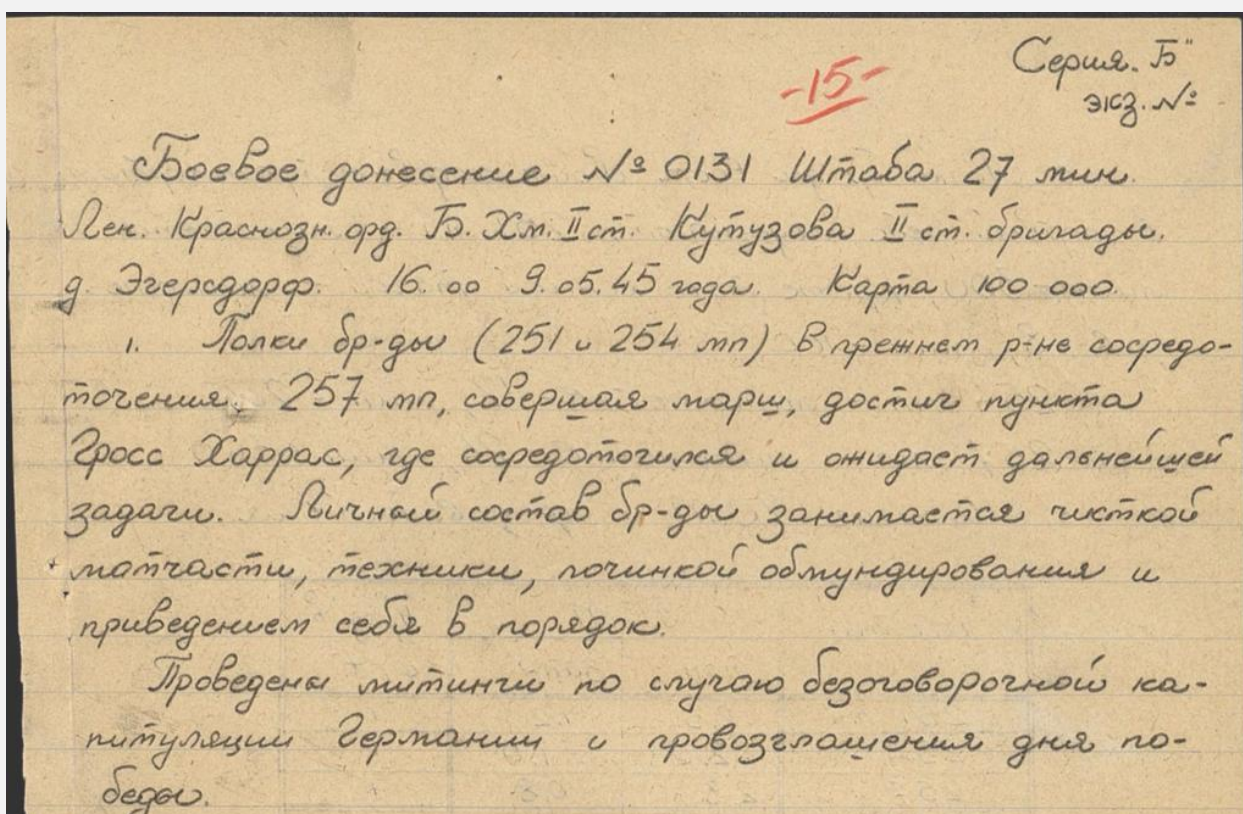 Серия „Б"
экз. №
-15-
Боевое донесение № 0131 Штаба 27 мин.
Лен. Краснозн. орд. Б. Хм. II ст. Кутузова II ст. бригады.
д. Эгерсдорф. 16.00 9.05.45 года. Карта 100 000.
1. Полки бр-ды (251 и 254 мп) в прежнем р-не сосредо-
точения. 257 мп, совершая марш, достиг пункта
Гросс Харрас, где сосредоточился и ожидает дальнейшей
задачи. Личный состав бр-ды занимается чисткой
матчасти, техники, починкой обмундирования и
приведением себя в порядок.
Проведены митинги по случаю безоговорочной ка-
питуляции Германии и провозглашения дня по-
беды.